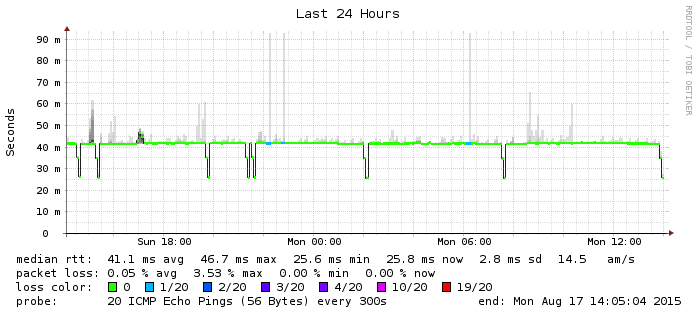 Last 24 Hours
RRDTOOL / TOBI OETIKER
Seconds
90 m
80 m
70 m
60 m
50 m
40 m
30 m
20 m
10 m
0
Sun 18:00 Mon 00:00 Mon 06:00 Mon 12:00
median rtt: 41.1 ms avg 46.7 ms max 25.6 ms min 25.8 ms now 2.8 ms sd 14.5 am/s
packet loss: 0.05 % avg 3.53 % max 0.00 % min 0.00 % now
loss color: 0 1/20 2/20 3/20 4/20 10/20 19/20
probe: 20 ICMP Echo Pings (56 Bytes) every 300s end: Mon Aug 17 14:05:04 2015